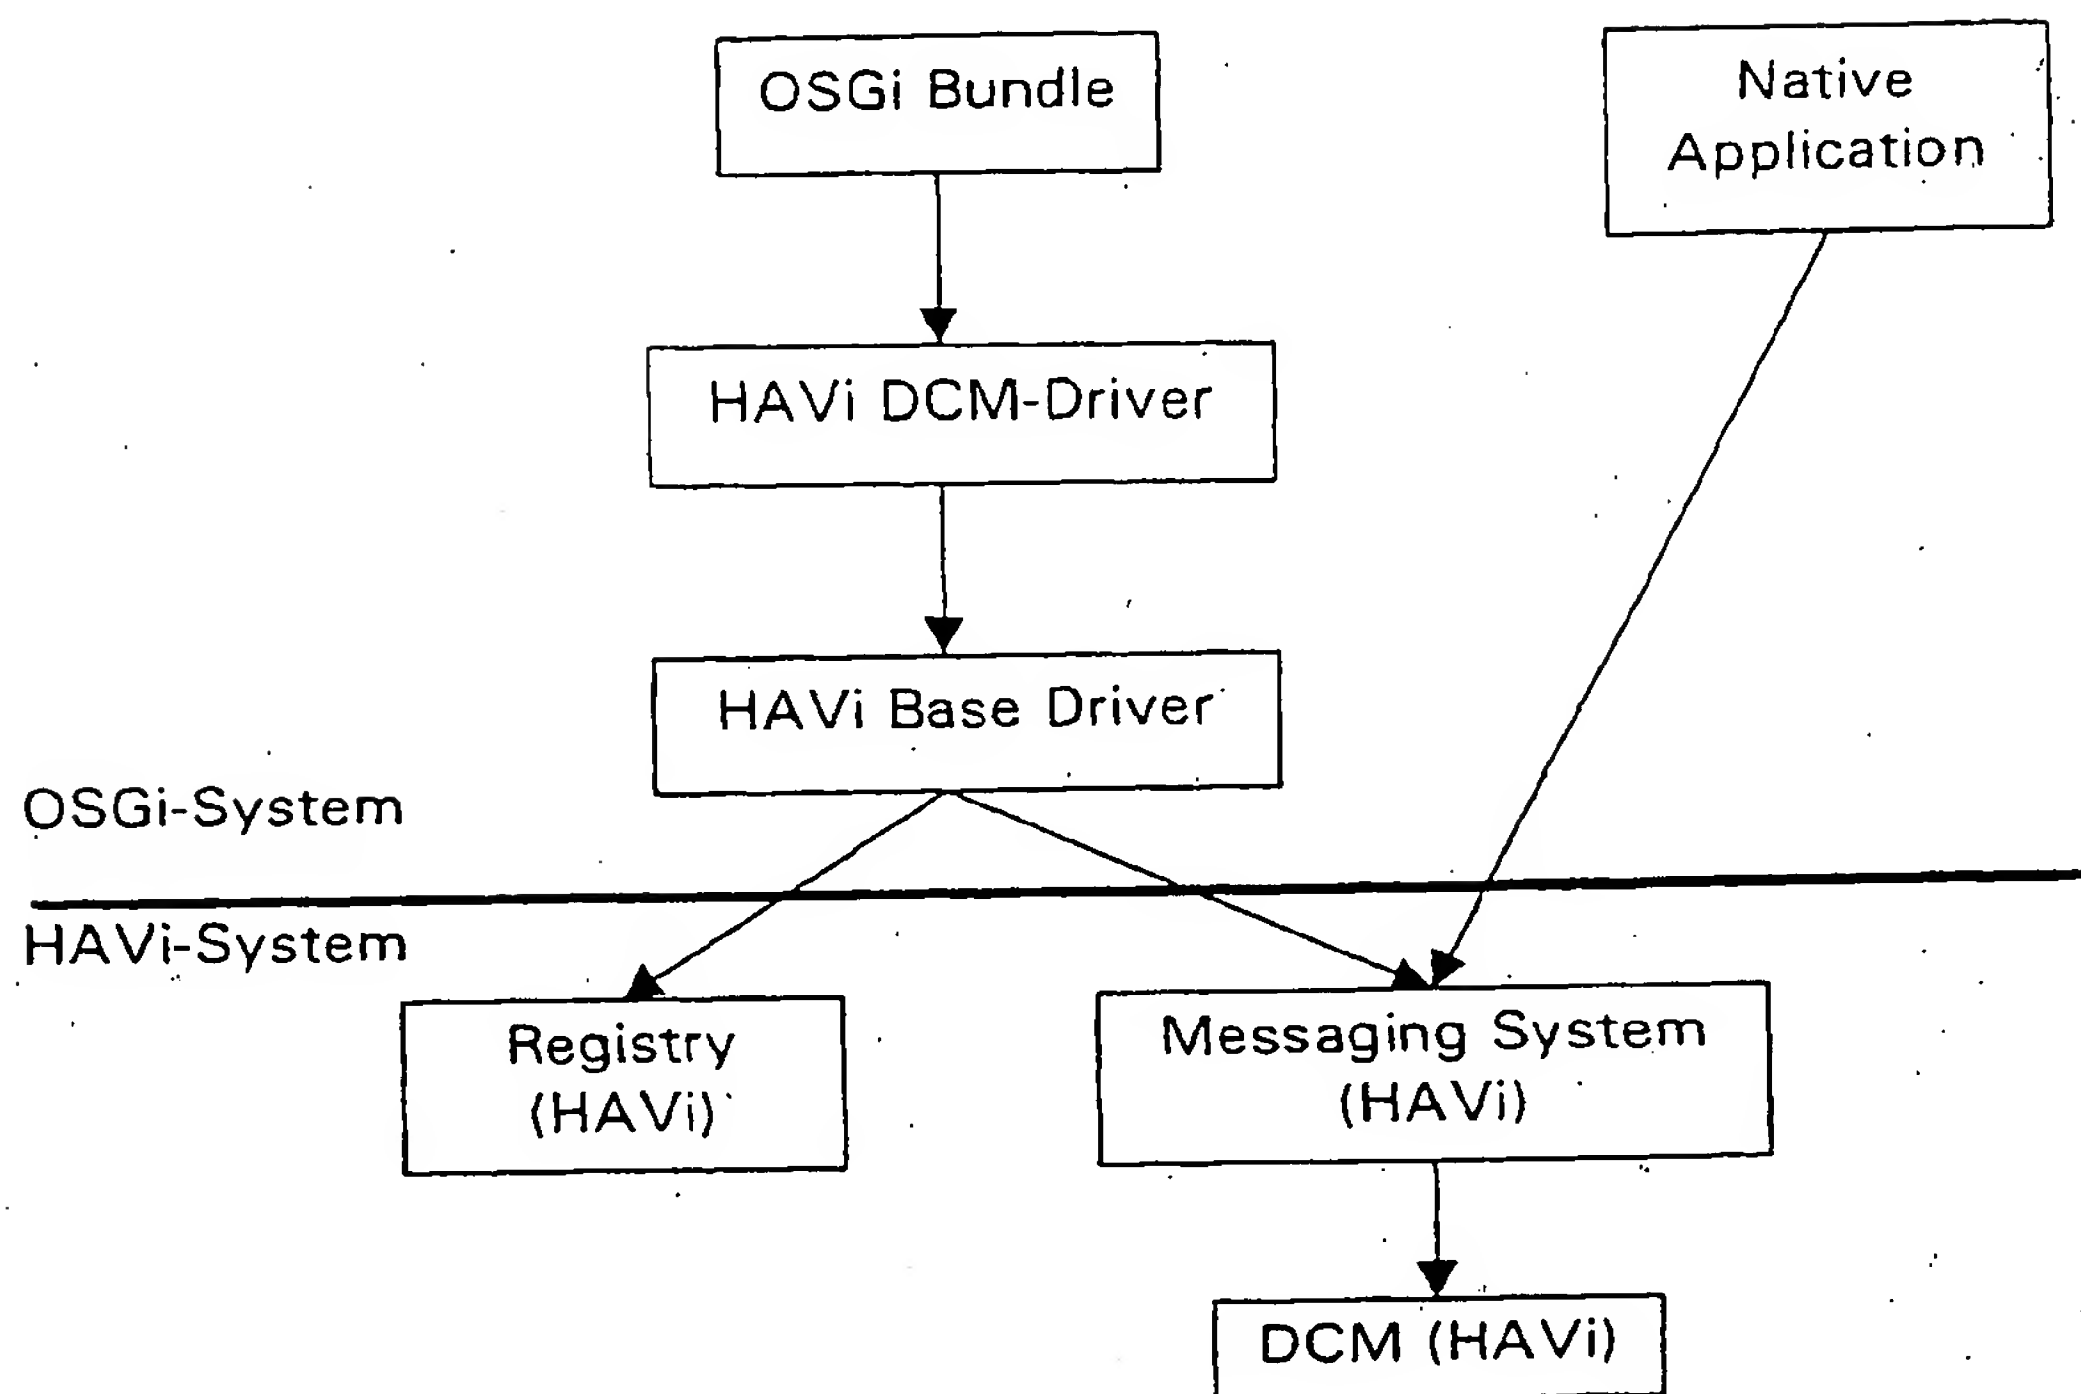 OSGi Bundle
Native
Application
HAVi DCM-Driver
HAVi Base Driver
OSGi-System
HAVi-System
Registry
(HAVi)
Messaging System
(HAVi)
DCM (HAVi)